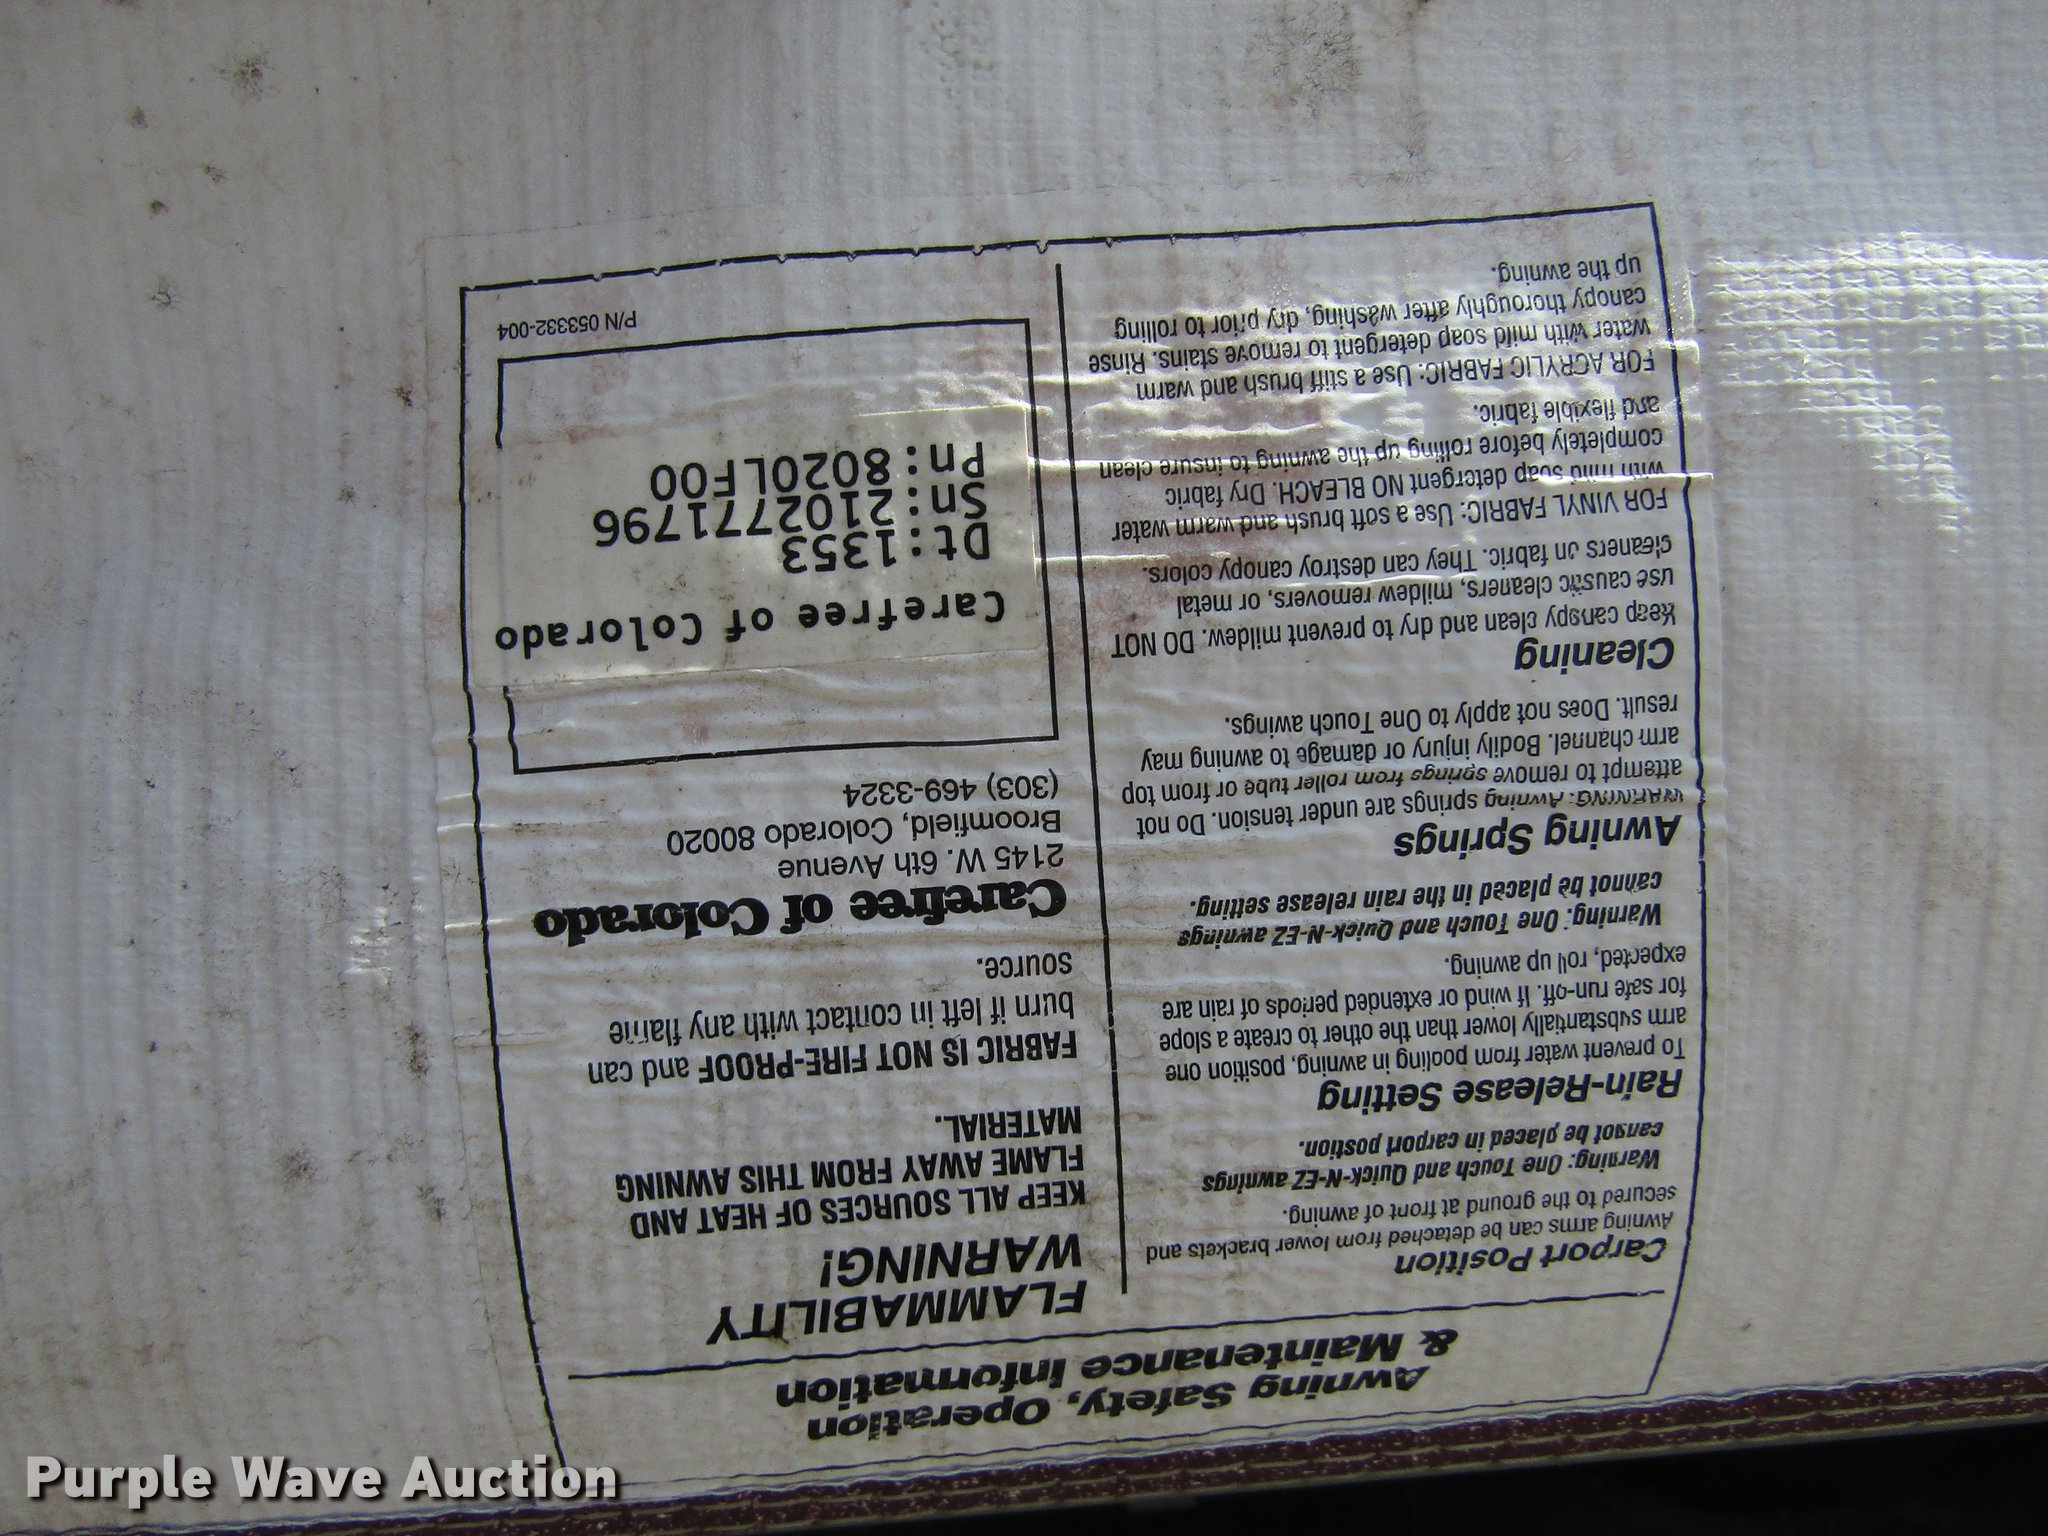 Awning Safety, Operation
& Maintenance Information
Carport Position
Awning arms can be detached from lower brackets and
secured to the ground at front of awning.
Warning: One Touch and Quick-N-EZ awnings
cannot be placed in carport position.
Rain-Release Setting
To prevent water from pooling in awning, position one
arm substantially lower than the other to create a slope
for safe run-off. If wind or extended periods of rain are
expected, roll up awning.
Warning: One Touch and Quick-N-EZ awnings
cannot be placed in the rain release setting.
Awning Springs
WARNING: Awning springs are under tension. Do not
attempt to remove springs from roller tube or from top
arm channel. Bodily injury or damage to awning may
result. Does not apply to One Touch awings.
Cleaning
Keep canopy clean and dry to prevent mildew. DO NOT
use caustic cleaners, mildew removers, or metal
cleaners on fabric. They can destroy canopy colors.
FOR VINYL FABRIC: Use a soft brush and warm water
with mild soap detergent NO BLEACH. Dry fabric
completely before rolling up the awning to insure clean
and flexible fabric.
FOR ACRYLIC FABRIC: Use a stiff brush and warm
water with mild soap detergent to remove stains. Rinse
canopy thoroughly after washing, dry prior to rolling
up the awning.
FLAMMABILITY
WARNING!
KEEP ALL SOURCES OF HEAT AND
FLAME AWAY FROM THIS AWNING
MATERIAL.
FABRIC IS NOT FIRE-PROOF and can
burn if left in contact with any flame
source.
Carefree of Colorado
2145 W. 6th Avenue
Broomfield, Colorado 80020
(303) 469-3324
Carefree of Colorado
Dt:1353
Sn:2102771796
Pn:8020LF00
P/N 053332-004
Purple Wave Auction